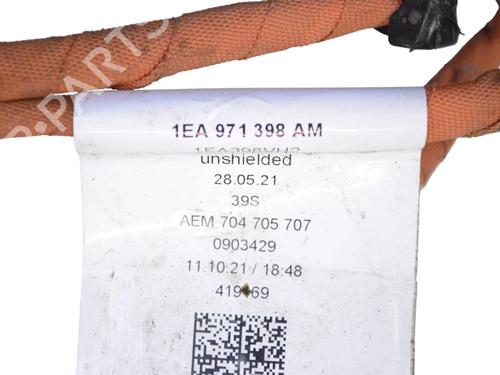 1EA 971 398 AM
1EA398VH2
unshielded
28.05.21
39S
AEM 704 705 707
0903429
11.10.21 / 18:48